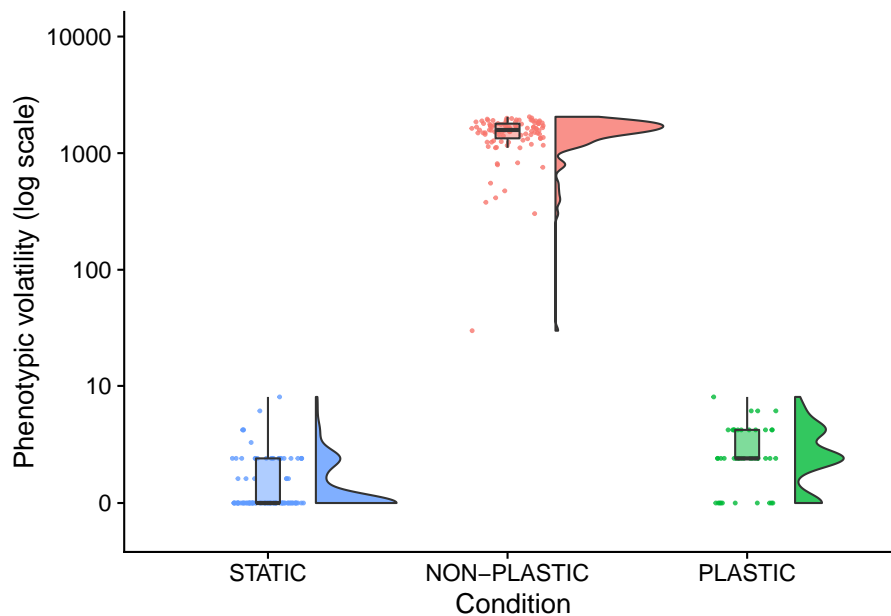 Phenotypic volatility (log scale)
10000
1000
100
10
0
STATIC
NON−PLASTIC
PLASTIC
Condition